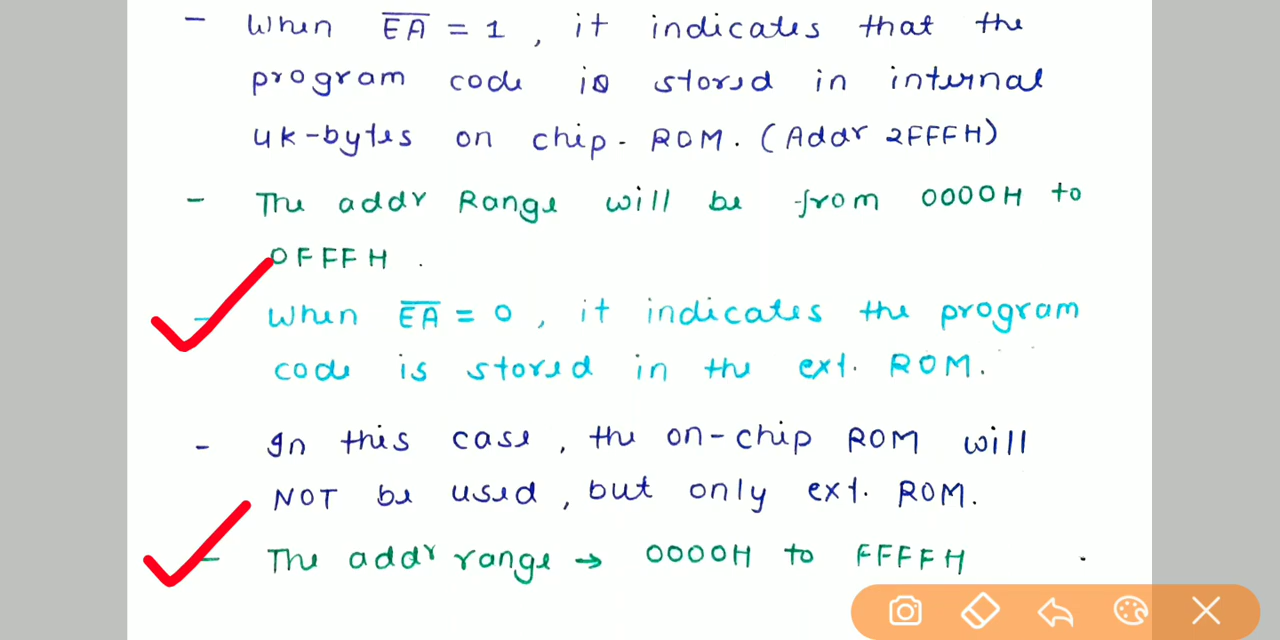 - When E̅A̅ = 1, it indicates that the
program code is stored in internal
4k-bytes on chip-ROM. (Addr 2FFFH)
- The addr Range will be from 0000H to
0FFFH.
- When E̅A̅ = 0, it indicates the program
code is stored in the ext. ROM.
- In this case, the on-chip ROM will
NOT be used, but only ext. ROM.
- The addr range → 0000H to FFFFH